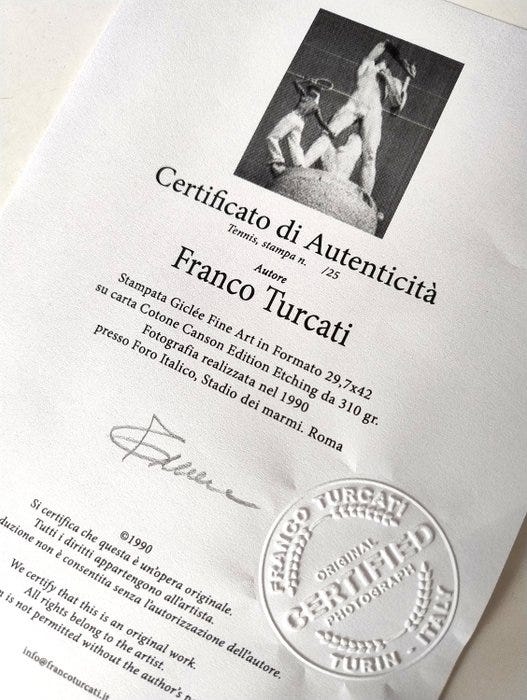 Certificato di Autenticità
Tennis, stampa n. /25
Autore
Franco Turcati
Stampata Giclée Fine Art in Formato 29,7x42
su carta Cotone Canson Edition Etching da 310 gr.
Fotografia realizzata nel 1990
presso Foro Italico, Stadio dei marmi. Roma
©1990
Si certifica che questa è un'opera originale.
Tutti i diritti appartengono all'artista.
duzione non è consentita senza l'autorizzazione dell'autore.
We certify that this is an original work.
All rights belong to the artist.
n is not permitted without the author's
info@francoturcati.it
FRANCO TURCATI
ORIGINAL
CERTIFIED
PHOTOGRAPH
TURIN - ITALY